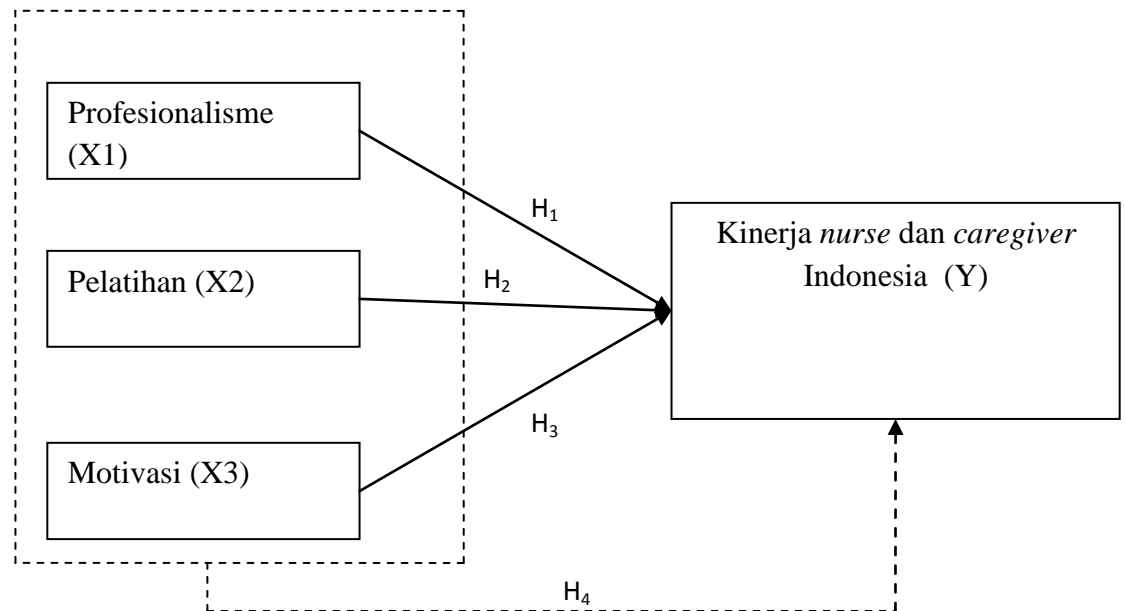 Profesionalisme
(X1)
H₁
Kinerja nurse dan caregiver
Indonesia (Y)
Pelatihan (X2)
H₂
H₃
Motivasi (X3)
H₄